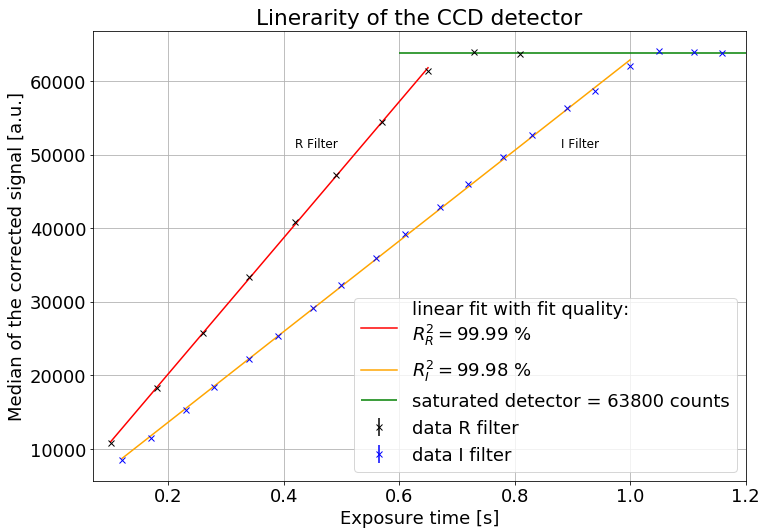 Linerarity of the CCD detector
Median of the corrected signal [a.u.]
60000
50000
40000
30000
20000
10000
R Filter
I Filter
linear fit with fit quality:
$R_R^2 = 99.99$ %
$R_I^2 = 99.98$ %
saturated detector = 63800 counts
data R filter
data I filter
0.2 0.4 0.6 0.8 1.0 1.2
Exposure time [s]